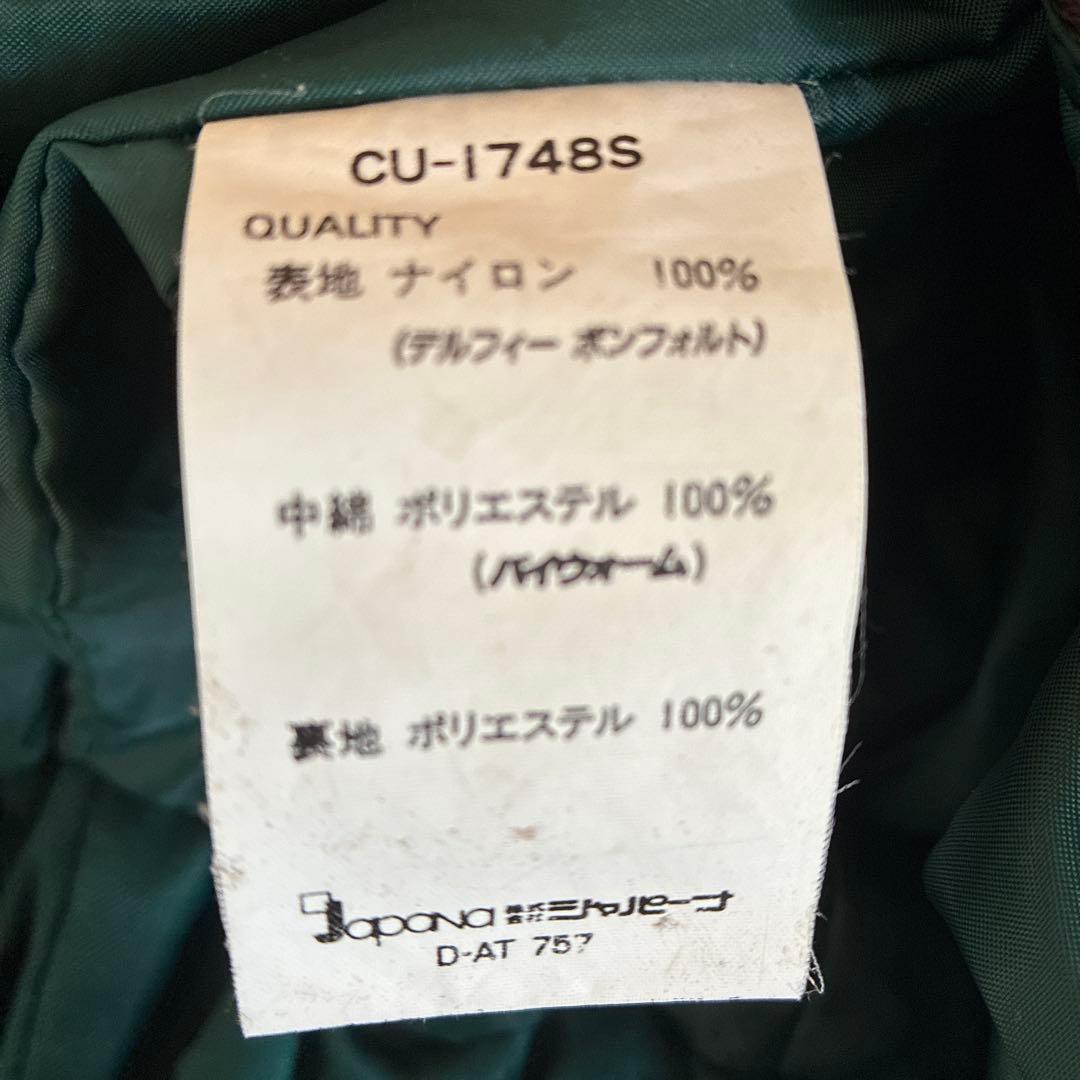 CU-1748S
QUALITY
表地 ナイロン 100%
(デルフィー ボンフォルト)
中綿 ポリエステル 100%
(バイウォーム)
裏地 ポリエステル 100%
Japana 株式会社 ジャパーナ
D-AT 757